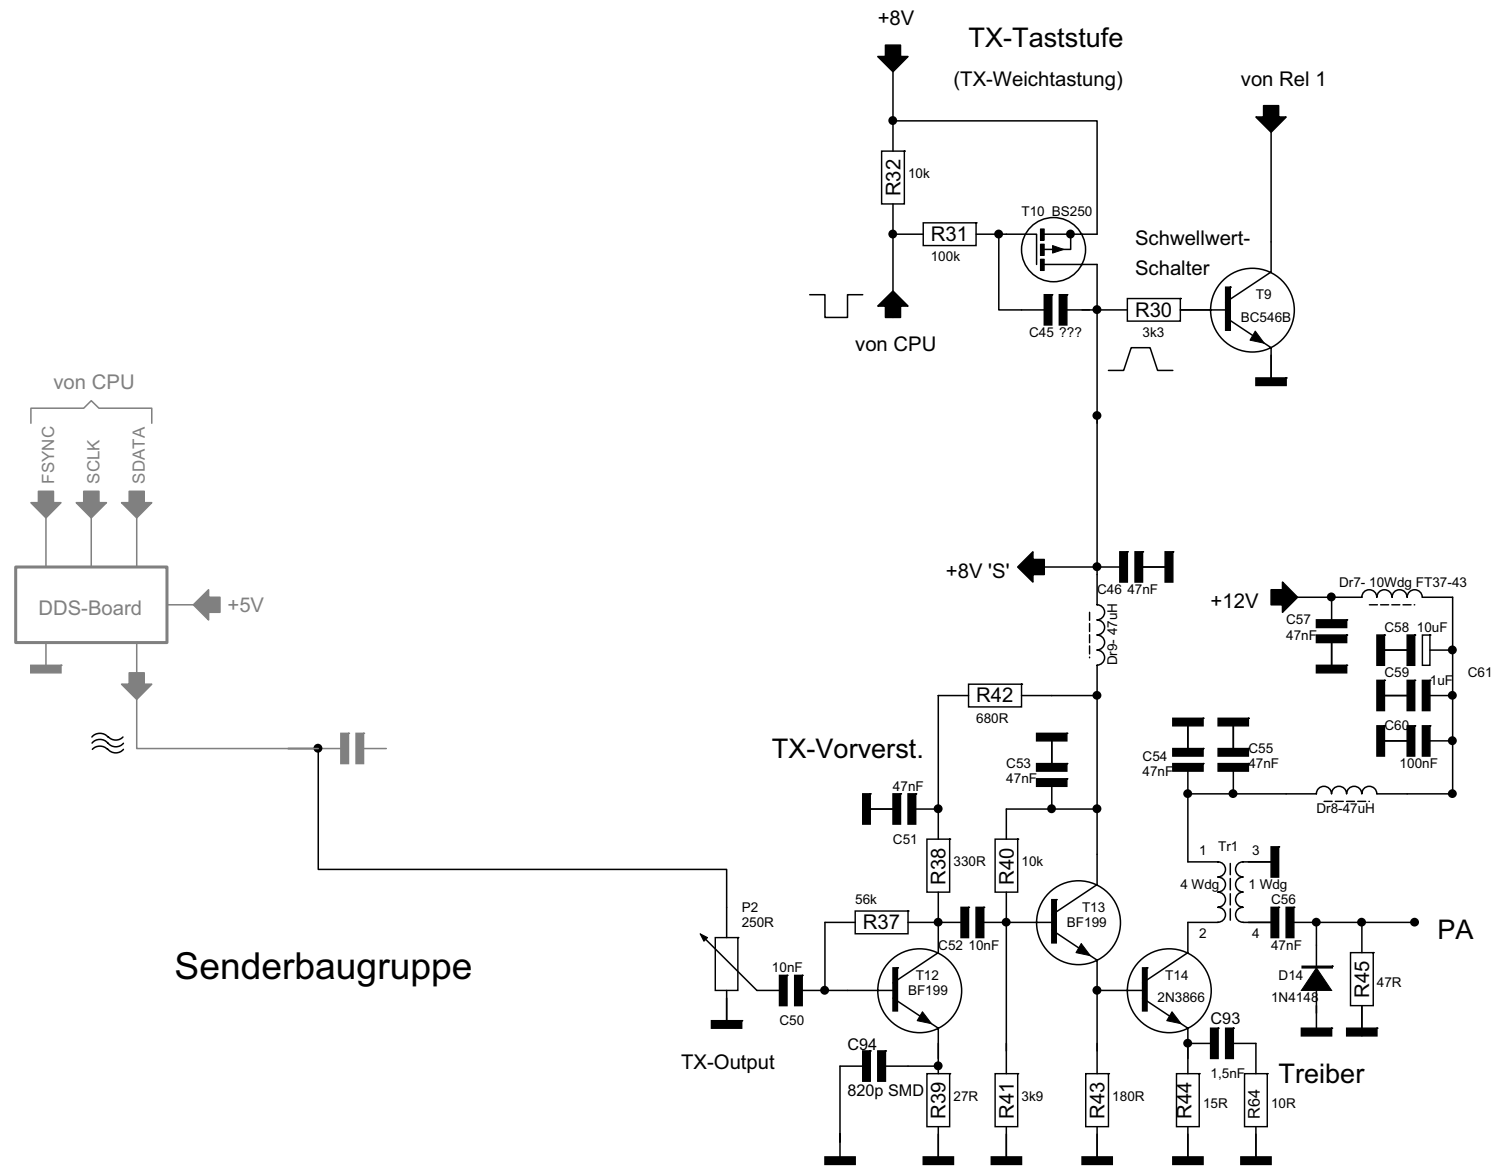 +8V
TX-Taststufe
(TX-Weichtastung)
von Rel 1
R32
10k
T10 BS250
R31
100k
Schwellwert-
Schalter
T9
BC546B
C45 ???
R30
3k3
von CPU
von CPU
FSYNC
SCLK
SDATA
DDS-Board
+5V
+8V 'S'
C46 47nF
Dr9- 47uH
+12V
Dr7- 10Wdg FT37-43
C57
47nF
C58 10uF
C59
1uF
C61
C60
100nF
R42
680R
TX-Vorverst.
C53
47nF
C54
47nF
C55
47nF
Dr8-47uH
47nF
C51
R38
330R
R40
10k
1 Tr1 3
4 Wdg 1 Wdg
2 4
C56
47nF
PA
P2
250R
56k
R37
C52 10nF
T13
BF199
Senderbaugruppe
10nF
C50
T12
BF199
T14
2N3866
D14
1N4148
R45
47R
TX-Output
C94
820p SMD
R39
27R
R41
3k9
R43
180R
C93
1,5nF
R44
15R
R64
10R
Treiber